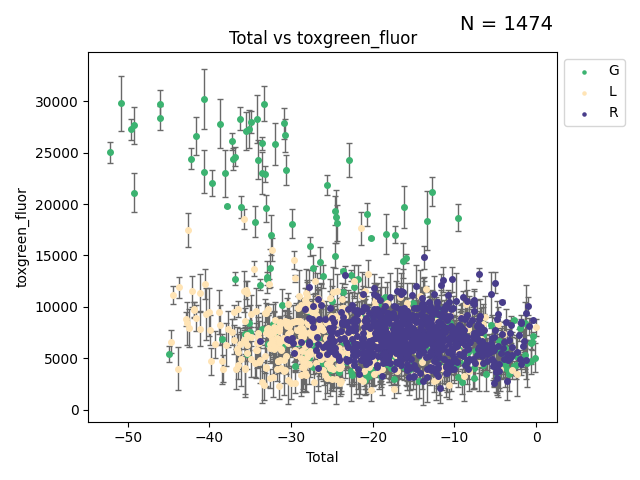 N = 1474
Total vs toxgreen_fluor
G
L
R
30000
25000
20000
15000
10000
5000
0
toxgreen_fluor
−50
−40
−30
−20
−10
0
Total